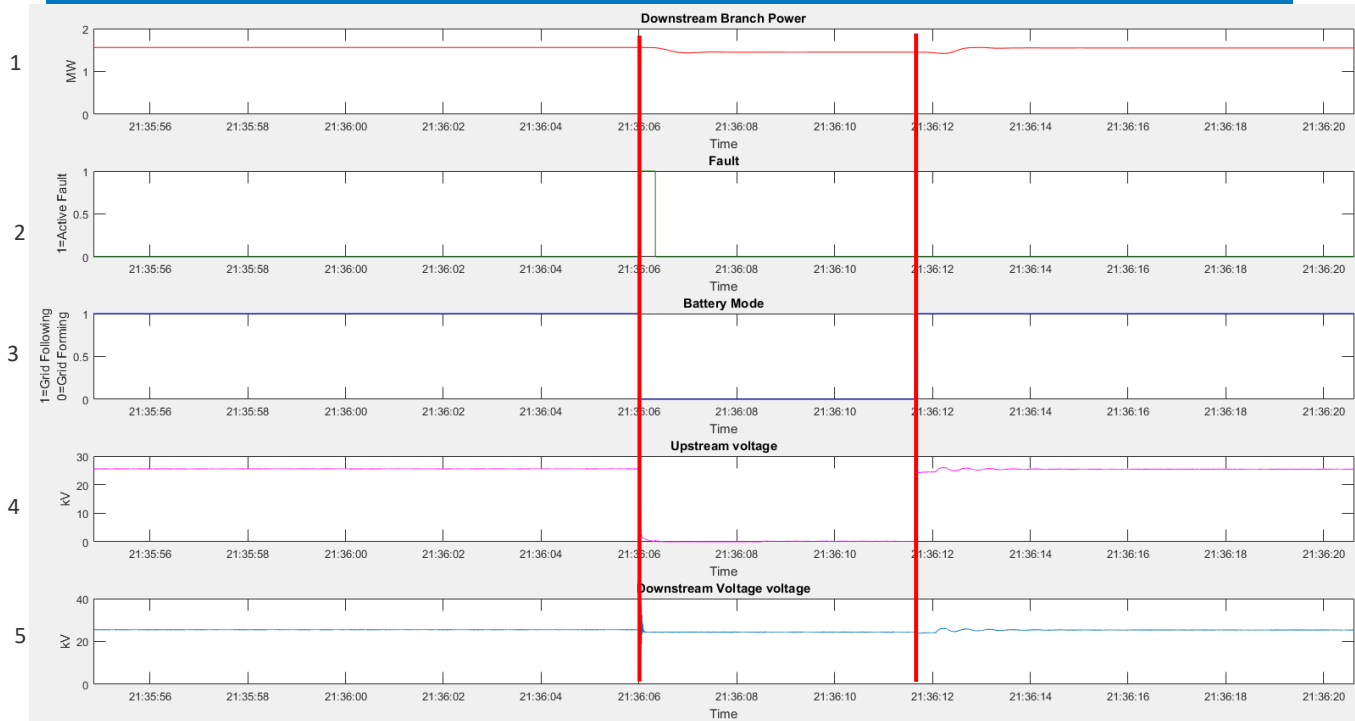 Downstream Branch Power
1
MW
2
1
0
21:35:56 21:35:58 21:36:00 21:36:02 21:36:04 21:36:06 21:36:08 21:36:10 21:36:12 21:36:14 21:36:16 21:36:18 21:36:20
Time
Fault
2
1=Active Fault
1
0.5
0
21:35:56 21:35:58 21:36:00 21:36:02 21:36:04 21:36:06 21:36:08 21:36:10 21:36:12 21:36:14 21:36:16 21:36:18 21:36:20
Time
Battery Mode
3
1=Grid Following
0=Grid Forming
1
0.5
0
21:35:56 21:35:58 21:36:00 21:36:02 21:36:04 21:36:06 21:36:08 21:36:10 21:36:12 21:36:14 21:36:16 21:36:18 21:36:20
Time
Upstream voltage
4
kV
30
20
10
0
21:35:56 21:35:58 21:36:00 21:36:02 21:36:04 21:36:06 21:36:08 21:36:10 21:36:12 21:36:14 21:36:16 21:36:18 21:36:20
Time
Downstream Voltage voltage
5
kV
40
20
0
21:35:56 21:35:58 21:36:00 21:36:02 21:36:04 21:36:06 21:36:08 21:36:10 21:36:12 21:36:14 21:36:16 21:36:18 21:36:20
Time